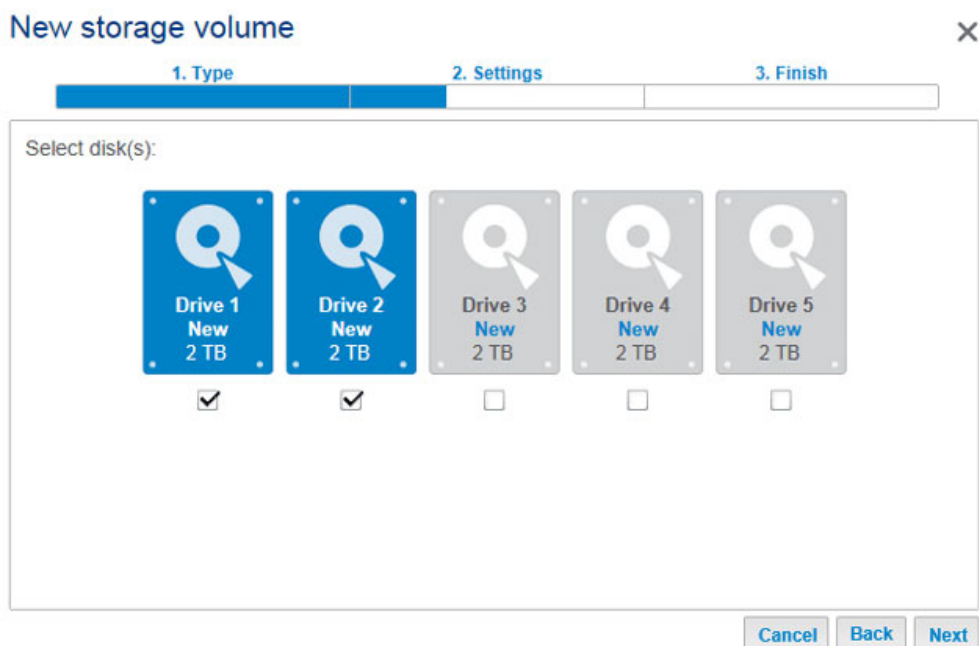 New storage volume
1. Type 2. Settings 3. Finish
Select disk(s):
Drive 1 Drive 2 Drive 3 Drive 4 Drive 5
New New New New New
2 TB 2 TB 2 TB 2 TB 2 TB
Cancel Back Next